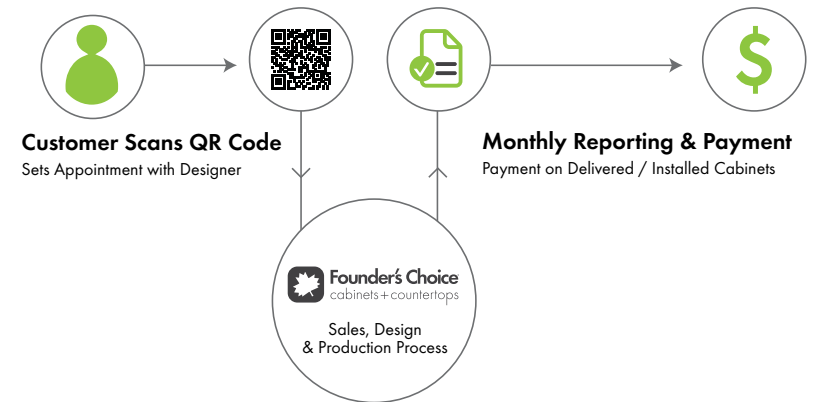 Customer Scans QR Code
Sets Appointment with Designer
Monthly Reporting & Payment
Payment on Delivered / Installed Cabinets
Founder's Choice
cabinets+countertops
Sales, Design
& Production Process
$